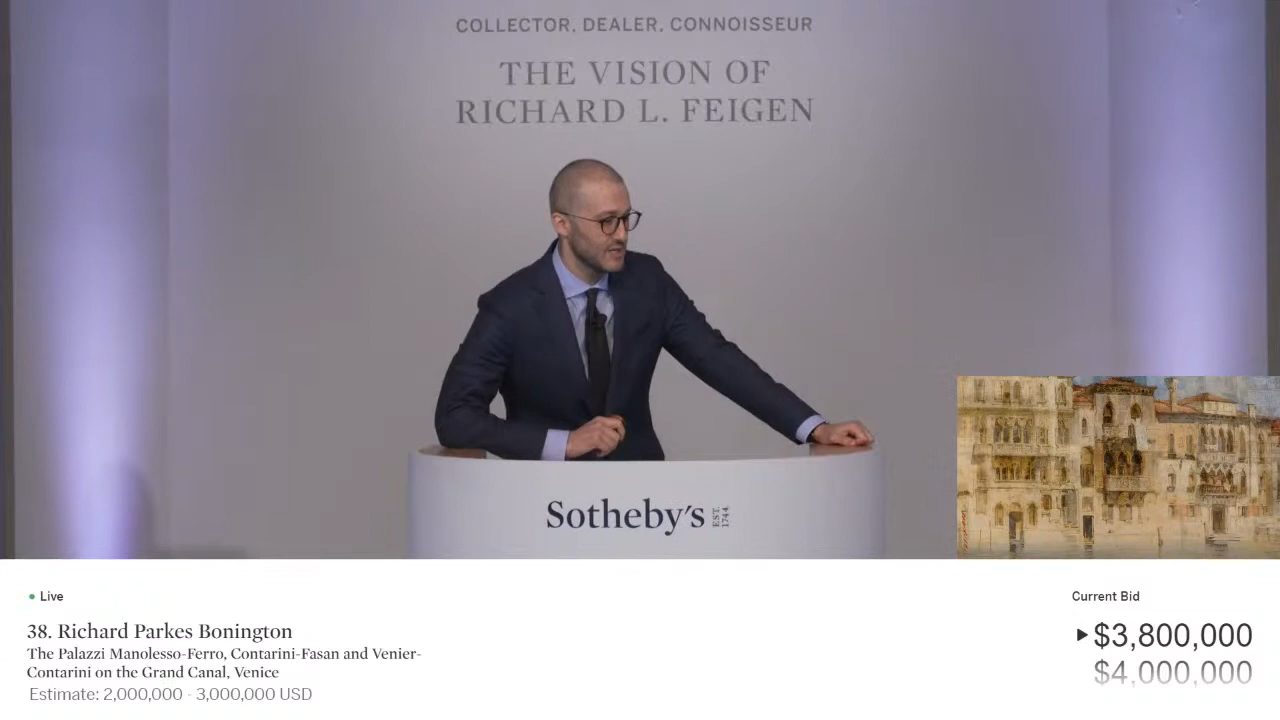 COLLECTOR, DEALER, CONNOISSEUR
THE VISION OF
RICHARD L. FEIGEN
Sotheby's EST. 1744
Live
38. Richard Parkes Bonington
The Palazzi Manolesso-Ferro, Contarini-Fasan and Venier-
Contarini on the Grand Canal, Venice
Estimate: 2,000,000 - 3,000,000 USD
Current Bid
$3,800,000
$4,000,000